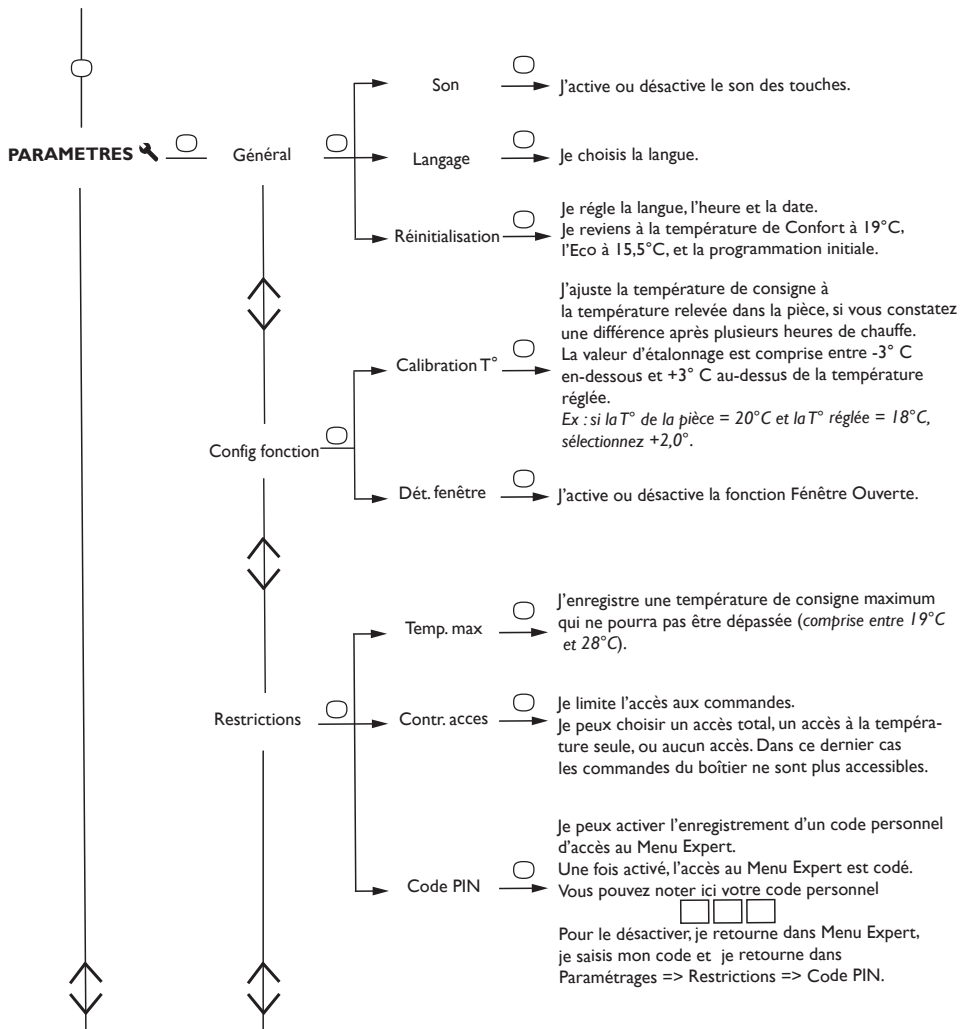 Son
J'active ou désactive le son des touches.
PARAMETRES
Général
Langage
Je choisis la langue.
Réinitialisation
Je régle la langue, l'heure et la date.
Je reviens à la température de Confort à 19°C,
l'Eco à 15,5°C, et la programmation initiale.
Config fonction
Calibration T°
J'ajuste la température de consigne à
la température relevée dans la pièce, si vous constatez
une différence après plusieurs heures de chauffe.
La valeur d'étalonnage est comprise entre -3° C
en-dessous et +3° C au-dessus de la température
réglée.
Ex : si la T° de la pièce = 20°C et la T° réglée = 18°C,
sélectionnez +2,0°.
Dét. fenêtre
J'active ou désactive la fonction Fénêtre Ouverte.
Restrictions
Temp. max
J'enregistre une température de consigne maximum
qui ne pourra pas être dépassée (comprise entre 19°C
et 28°C).
Contr. acces
Je limite l'accès aux commandes.
Je peux choisir un accès total, un accès à la tempéra-
ture seule, ou aucun accès. Dans ce dernier cas
les commandes du boîtier ne sont plus accessibles.
Code PIN
Je peux activer l'enregistrement d'un code personnel
d'accès au Menu Expert.
Une fois activé, l'accès au Menu Expert est codé.
Vous pouvez noter ici votre code personnel
Pour le désactiver, je retourne dans Menu Expert,
je saisis mon code et je retourne dans
Paramétrages => Restrictions => Code PIN.